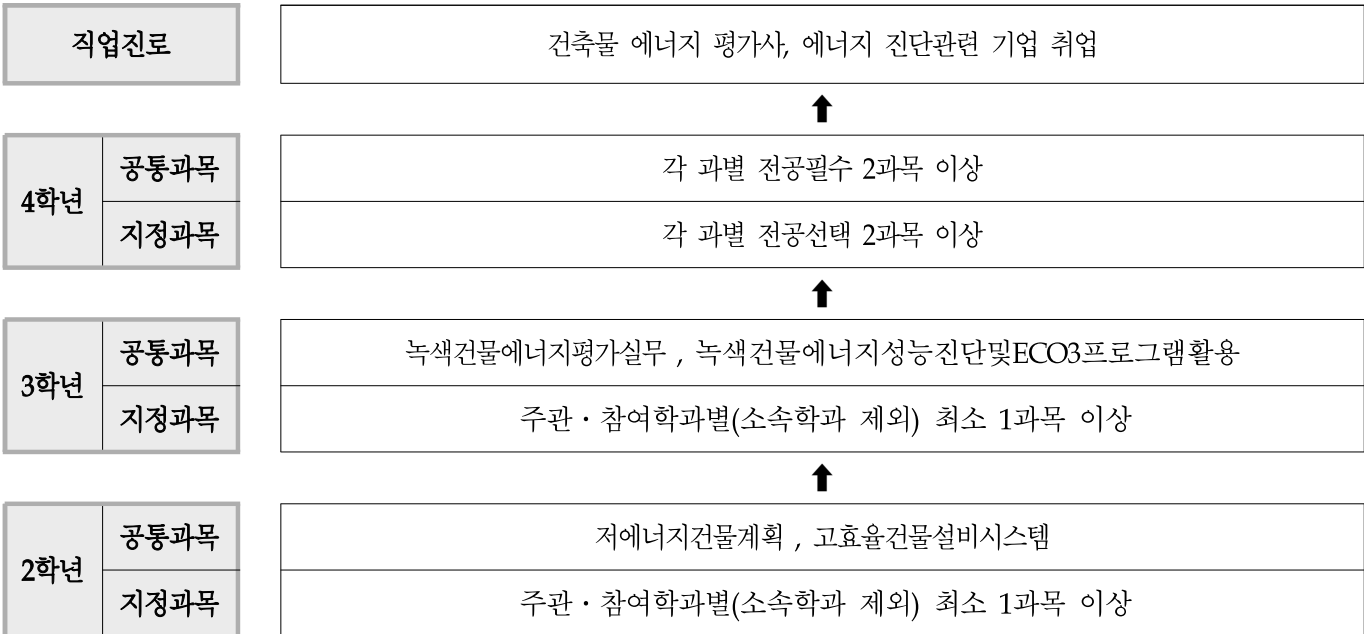 직업진로
건축물 에너지 평가사, 에너지 진단관련 기업 취업
4학년
공통과목
각 과별 전공필수 2과목 이상
지정과목
각 과별 전공선택 2과목 이상
3학년
공통과목
녹색건물에너지평가실무 , 녹색건물에너지성능진단및ECO3프로그램활용
지정과목
주관・참여학과별(소속학과 제외) 최소 1과목 이상
2학년
공통과목
저에너지건물계획 , 고효율건물설비시스템
지정과목
주관・참여학과별(소속학과 제외) 최소 1과목 이상